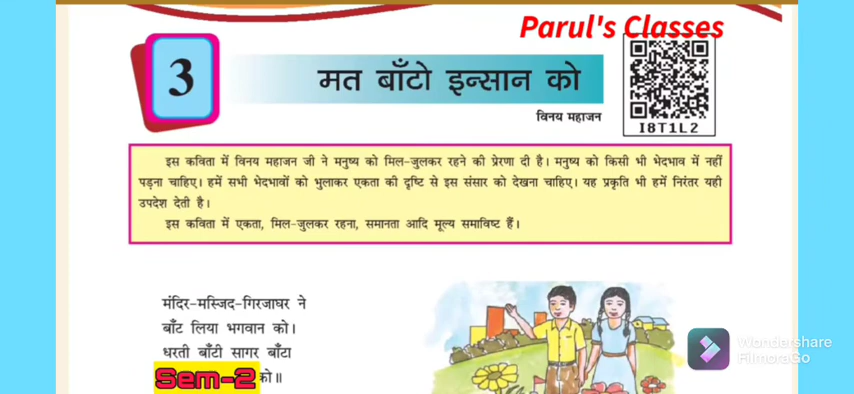 Parul's Classes
3
मत बाँटो इन्सान को
विनय महाजन
I8T1L2
इस कविता में विनय महाजन जी ने मनुष्य को मिल-जुलकर रहने की प्रेरणा दी है। मनुष्य को किसी भी भेदभाव में नहीं
पड़ना चाहिए। हमें सभी भेदभावों को भुलाकर एकता की दृष्टि से इस संसार को देखना चाहिए। यह प्रकृति भी हमें निरंतर यही
उपदेश देती है।
इस कविता में एकता, मिल-जुलकर रहना, समानता आदि मूल्य समाविष्ट हैं।
मंदिर-मस्जिद-गिरजाघर ने
बाँट लिया भगवान को।
धरती बाँटी सागर बाँटा
Sem-2 को॥
Wondershare
FilmoraGo